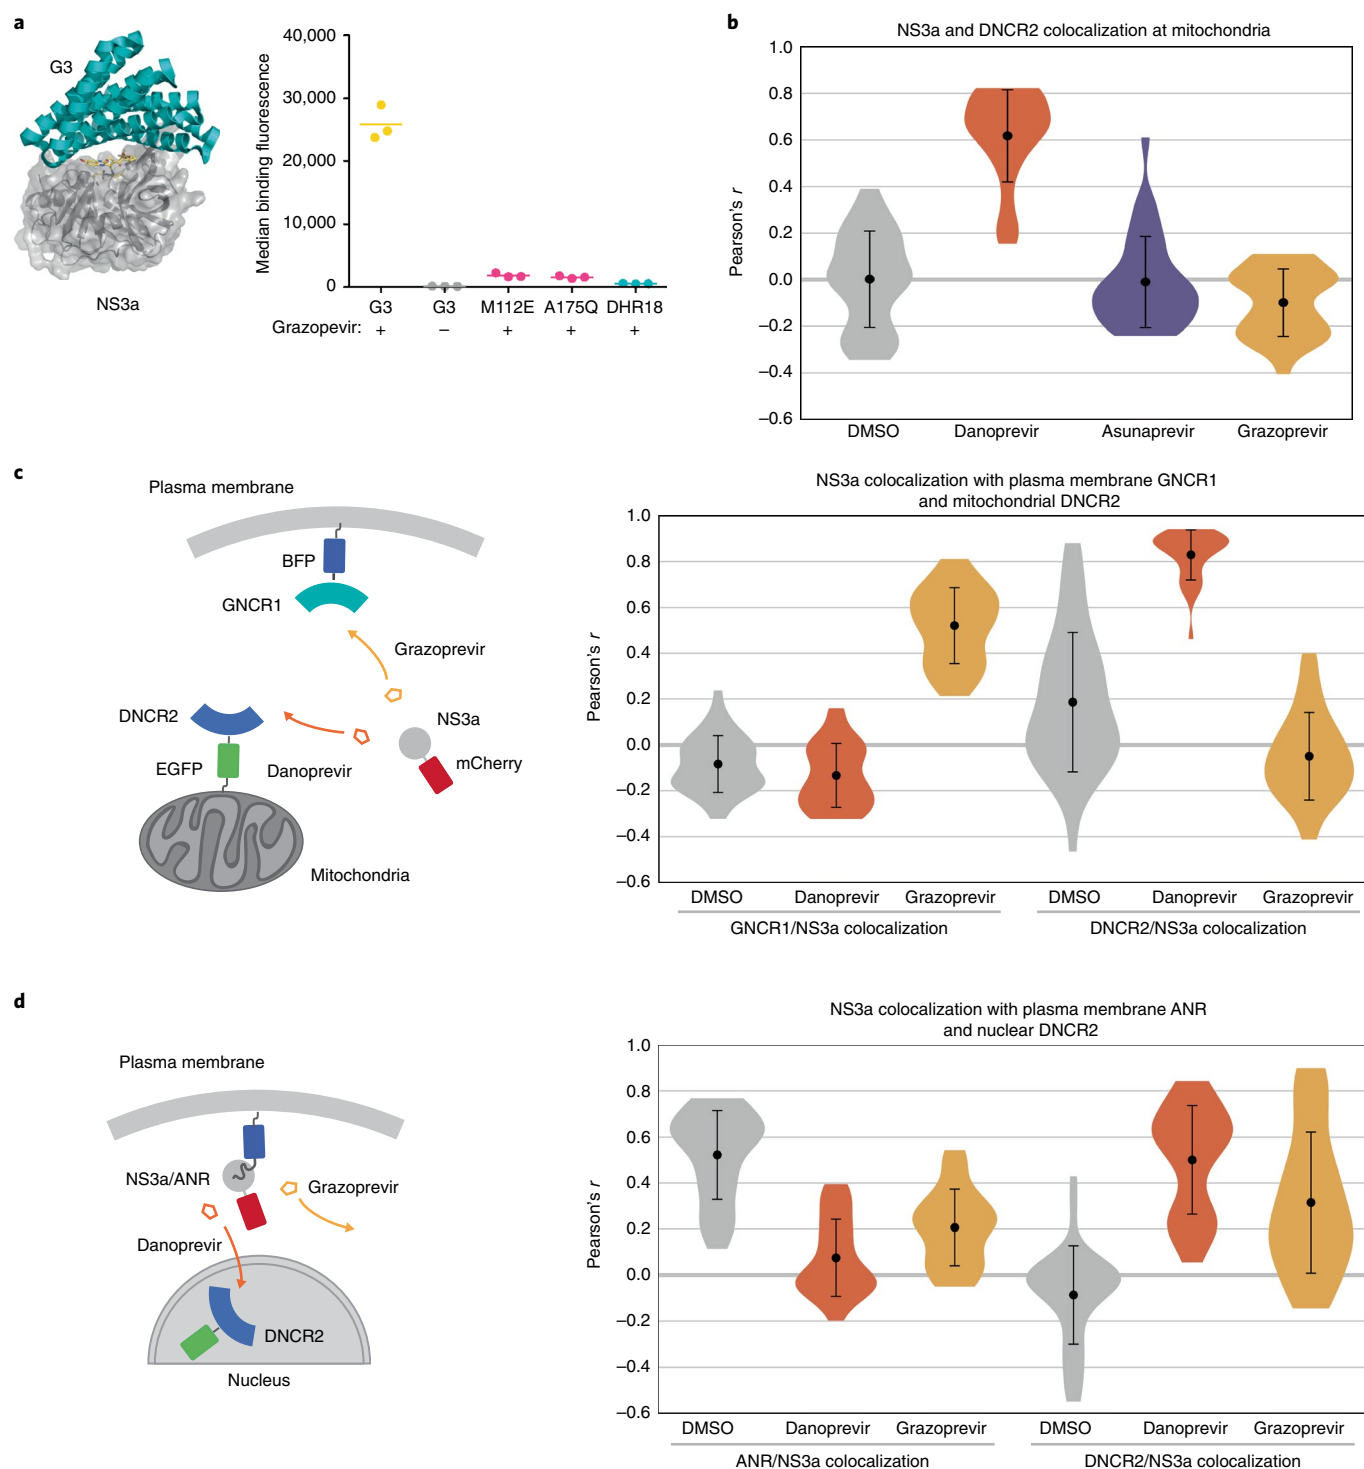 a
G3
NS3a
Median binding fluorescence
40,000
30,000
20,000
10,000
0
G3 G3 M112E A175Q DHR18
Grazopevir: + – + + +
b
NS3a and DNCR2 colocalization at mitochondria
Pearson's r
1.0
0.8
0.6
0.4
0.2
0.0
–0.2
–0.4
–0.6
DMSO Danoprevir Asunaprevir Grazoprevir
c
Plasma membrane
BFP
GNCR1
Grazoprevir
DNCR2
NS3a
EGFP
Danoprevir
mCherry
Mitochondria
NS3a colocalization with plasma membrane GNCR1
and mitochondrial DNCR2
Pearson's r
1.0
0.8
0.6
0.4
0.2
0.0
–0.2
–0.4
–0.6
DMSO Danoprevir Grazoprevir DMSO Danoprevir Grazoprevir
GNCR1/NS3a colocalization DNCR2/NS3a colocalization
d
Plasma membrane
NS3a/ANR
Grazoprevir
Danoprevir
DNCR2
Nucleus
NS3a colocalization with plasma membrane ANR
and nuclear DNCR2
Pearson's r
1.0
0.8
0.6
0.4
0.2
0.0
–0.2
–0.4
–0.6
DMSO Danoprevir Grazoprevir DMSO Danoprevir Grazoprevir
ANR/NS3a colocalization DNCR2/NS3a colocalization